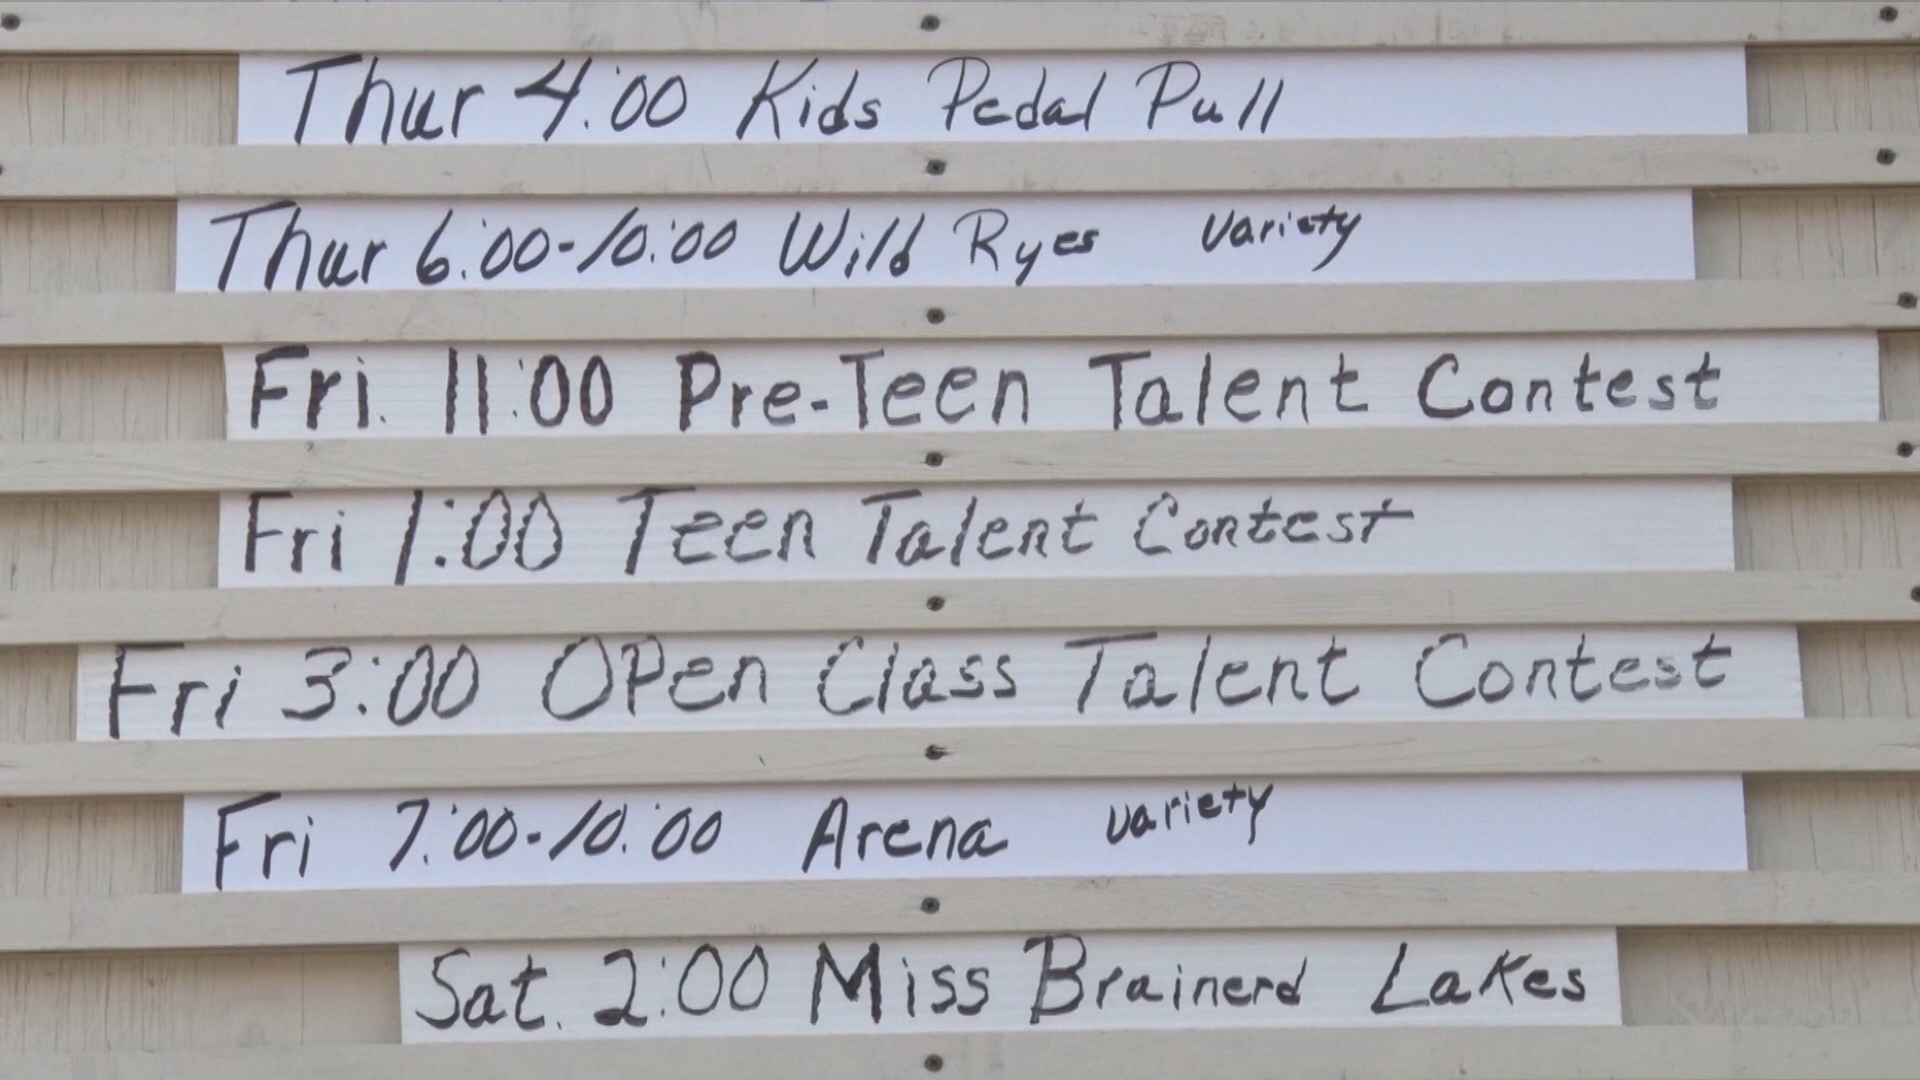 Thur 4:00 Kids Pedal Pull
Thur 6:00-10:00 Wild Ryes Variety
Fri. 11:00 Pre-Teen Talent Contest
Fri 1:00 Teen Talent Contest
Fri 3:00 Open Class Talent Contest
Fri 7:00-10:00 Arena variety
Sat. 2:00 Miss Brainerd Lakes